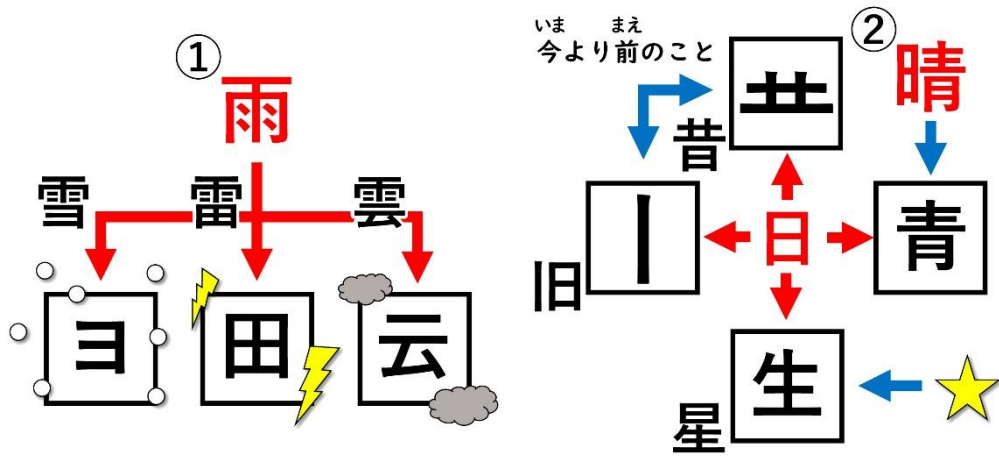 ①
雨
雪 雷 雲
ヨ 田 云
いま まえ
今より前のこと
②
晴
龷
昔
丨 日 青
旧
生
星